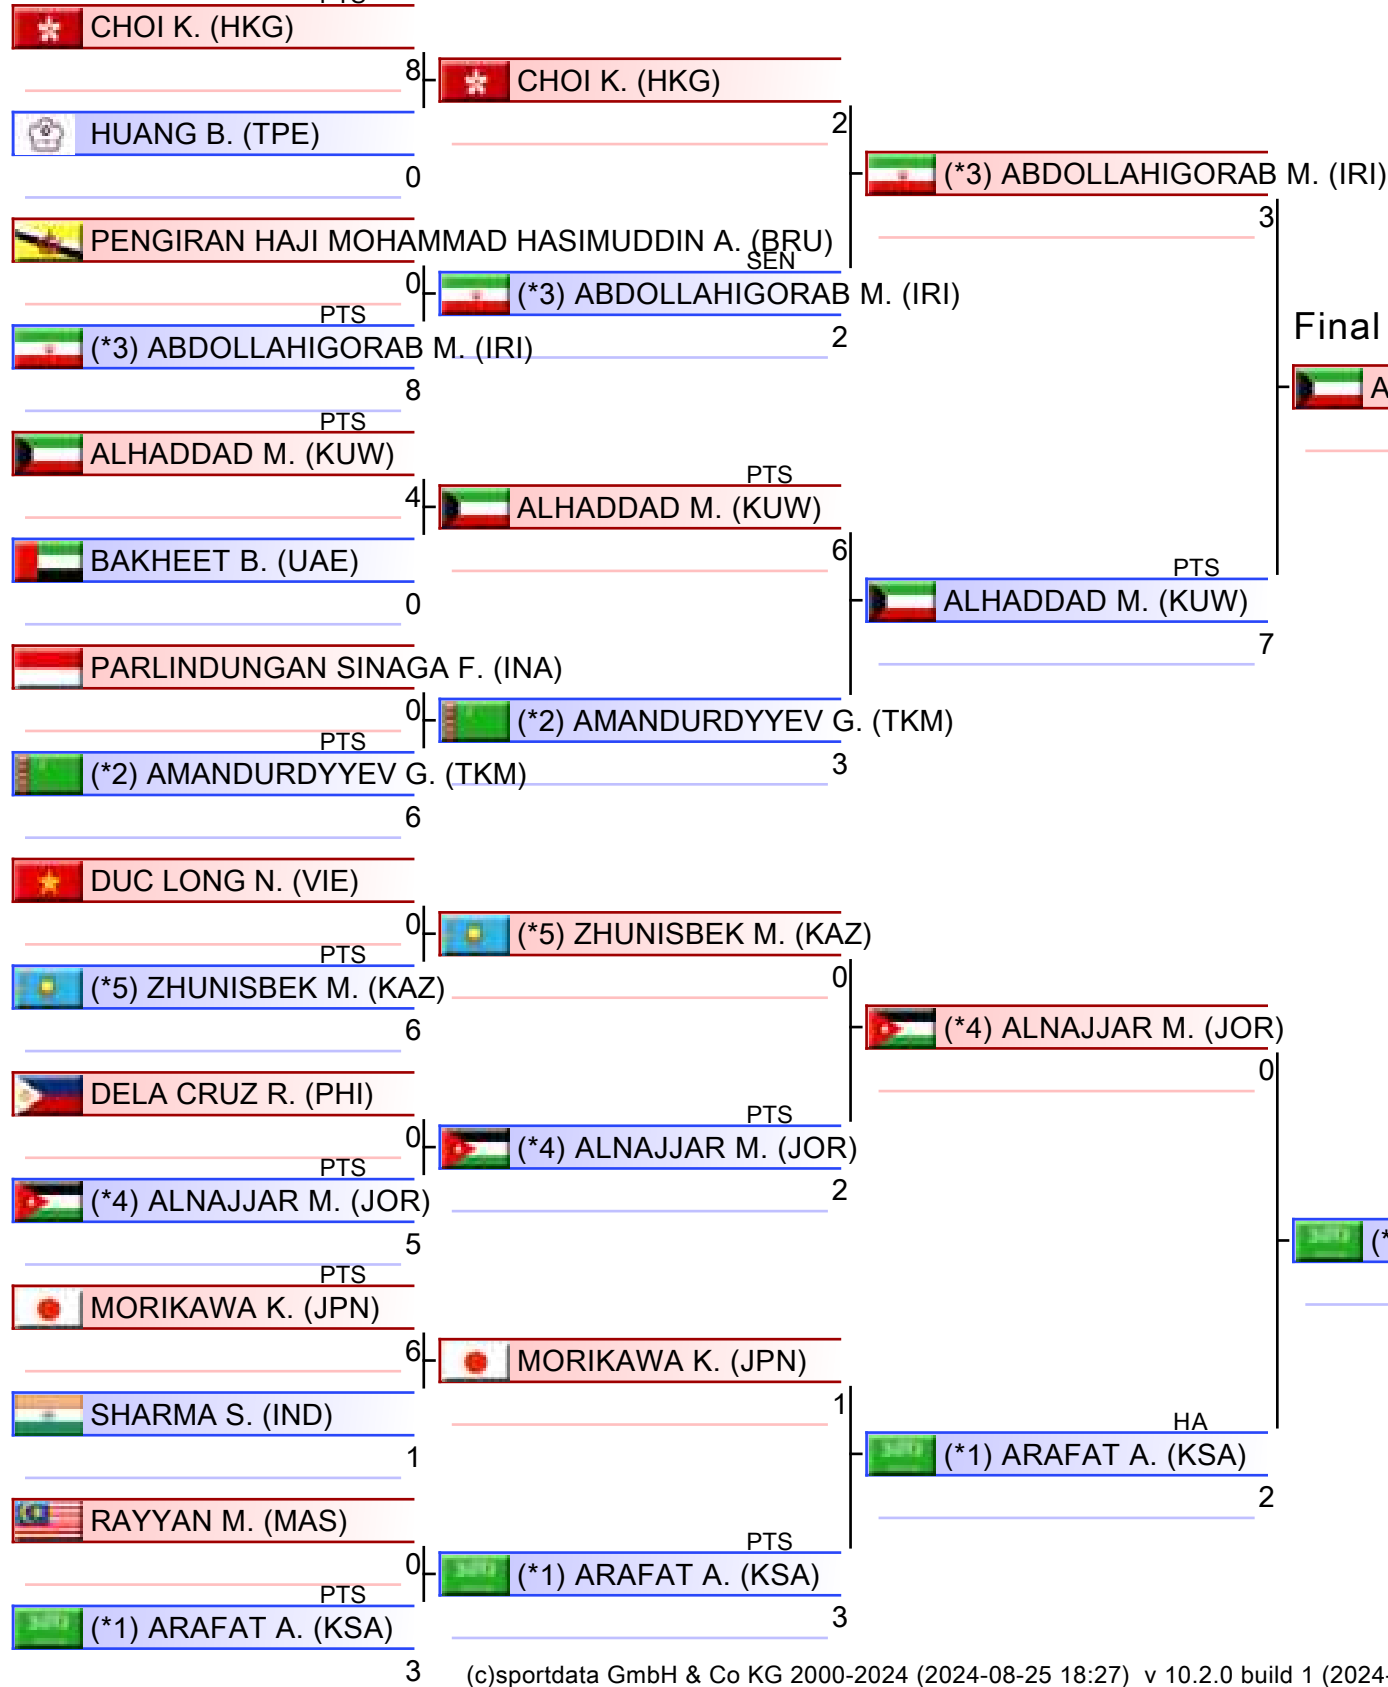 CHOI K. (HKG)
8
HUANG B. (TPE)
0
PENGIRAN HAJI MOHAMMAD HASIMUDDIN A. (BRU)
0
PTS
(*3) ABDOLLAHIGORAB M. (IRI)
8
PTS
ALHADDAD M. (KUW)
4
BAKHEET B. (UAE)
0
PARLINDUNGAN SINAGA F. (INA)
0
PTS
(*2) AMANDURDYYEV G. (TKM)
6
DUC LONG N. (VIE)
0
PTS
(*5) ZHUNISBEK M. (KAZ)
6
DELA CRUZ R. (PHI)
0
PTS
(*4) ALNAJJAR M. (JOR)
5
PTS
MORIKAWA K. (JPN)
6
SHARMA S. (IND)
1
RAYYAN M. (MAS)
0
PTS
(*1) ARAFAT A. (KSA)
3
CHOI K. (HKG)
2
SEN
(*3) ABDOLLAHIGORAB M. (IRI)
2
PTS
ALHADDAD M. (KUW)
6
(*2) AMANDURDYYEV G. (TKM)
3
(*5) ZHUNISBEK M. (KAZ)
0
PTS
(*4) ALNAJJAR M. (JOR)
2
MORIKAWA K. (JPN)
1
PTS
(*1) ARAFAT A. (KSA)
3
(*3) ABDOLLAHIGORAB M. (IRI)
3
PTS
ALHADDAD M. (KUW)
7
(*4) ALNAJJAR M. (JOR)
0
HA
(*1) ARAFAT A. (KSA)
2
Final
A
(*
(c)sportdata GmbH & Co KG 2000-2024 (2024-08-25 18:27) v 10.2.0 build 1 (2024-